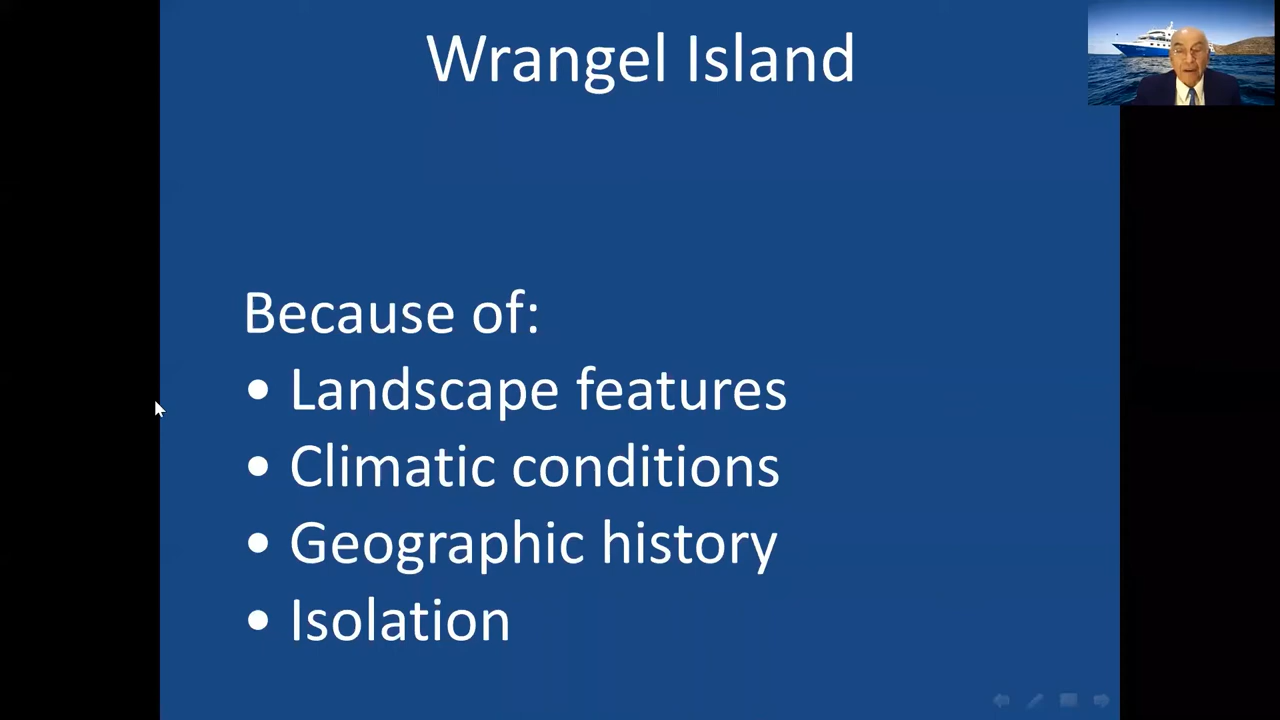 Wrangel Island
Because of:
• Landscape features
• Climatic conditions
• Geographic history
• Isolation